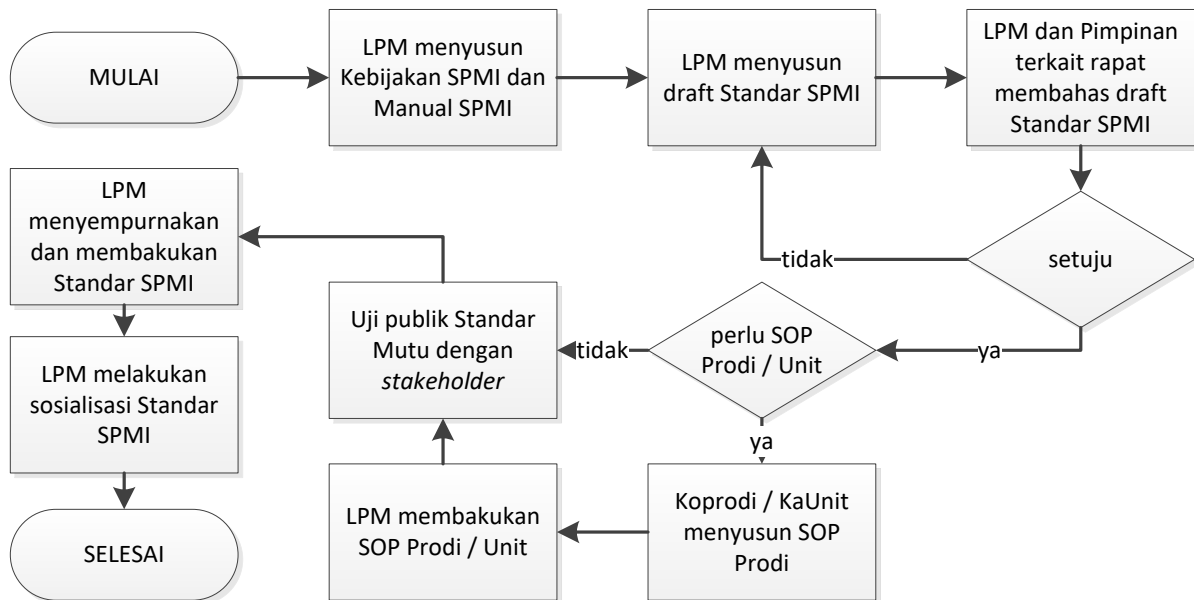 MULAI
LPM menyusun
Kebijakan SPMI dan
Manual SPMI
LPM menyusun
draft Standar SPMI
LPM dan Pimpinan
terkait rapat
membahas draft
Standar SPMI
setuju
tidak
ya
perlu SOP
Prodi / Unit
tidak
ya
Koprodi / KaUnit
menyusun SOP
Prodi
LPM membakukan
SOP Prodi / Unit
Uji publik Standar
Mutu dengan
stakeholder
LPM
menyempurnakan
dan membakukan
Standar SPMI
LPM melakukan
sosialisasi Standar
SPMI
SELESAI